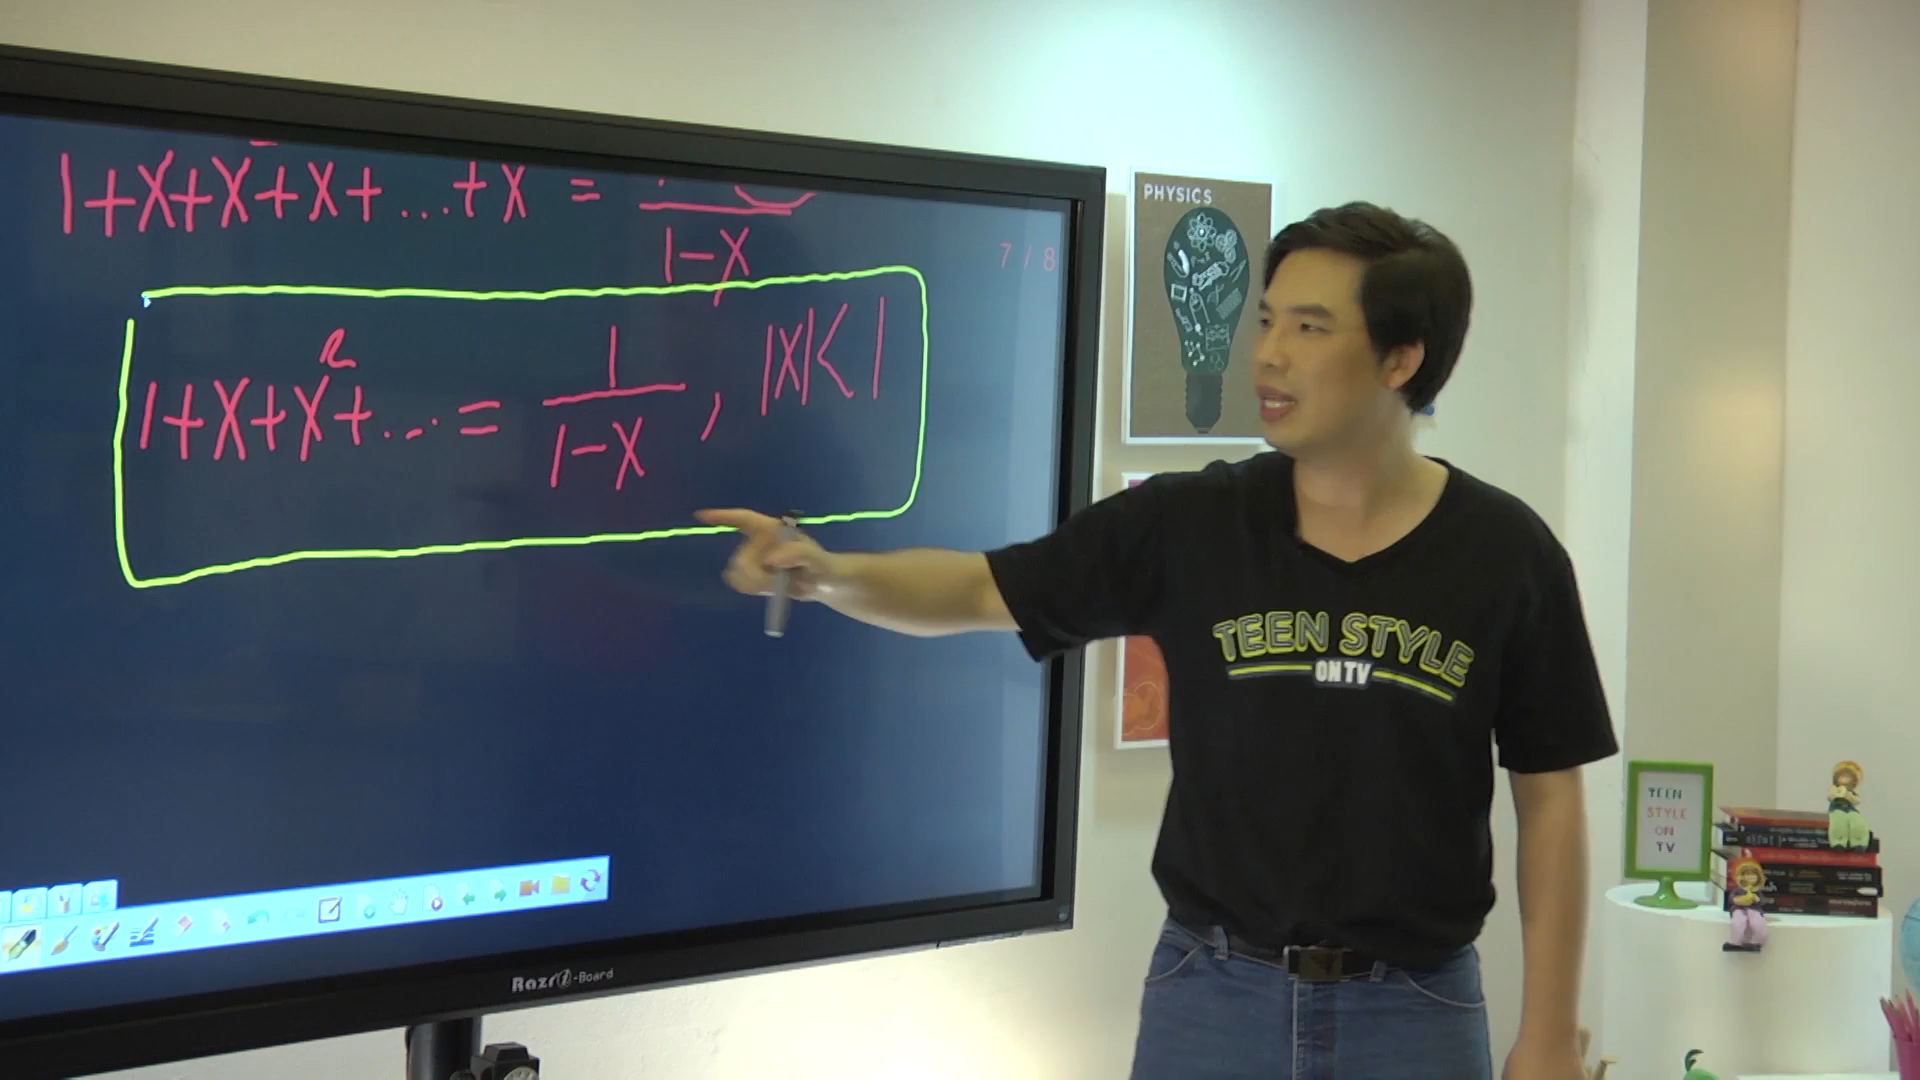 1+x+x+x+...+x =
1-x
7 / 8
1+x+x²+... = 1/(1-x), |x|<1
Razr i-Board
PHYSICS
TEEN STYLE
ON TV
TEEN
STYLE
ON
TV